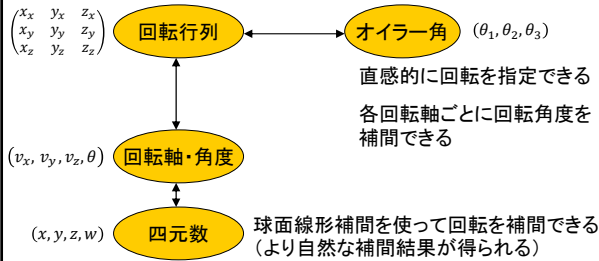 x_x y_x z_x
x_y y_y z_y
x_z y_z z_z
回転行列
オイラー角
(θ_1, θ_2, θ_3)
直感的に回転を指定できる
各回転軸ごとに回転角度を
補間できる
(v_x, v_y, v_z, θ)
回転軸・角度
(x, y, z, w)
四元数
球面線形補間を使って回転を補間できる
（より自然な補間結果が得られる）